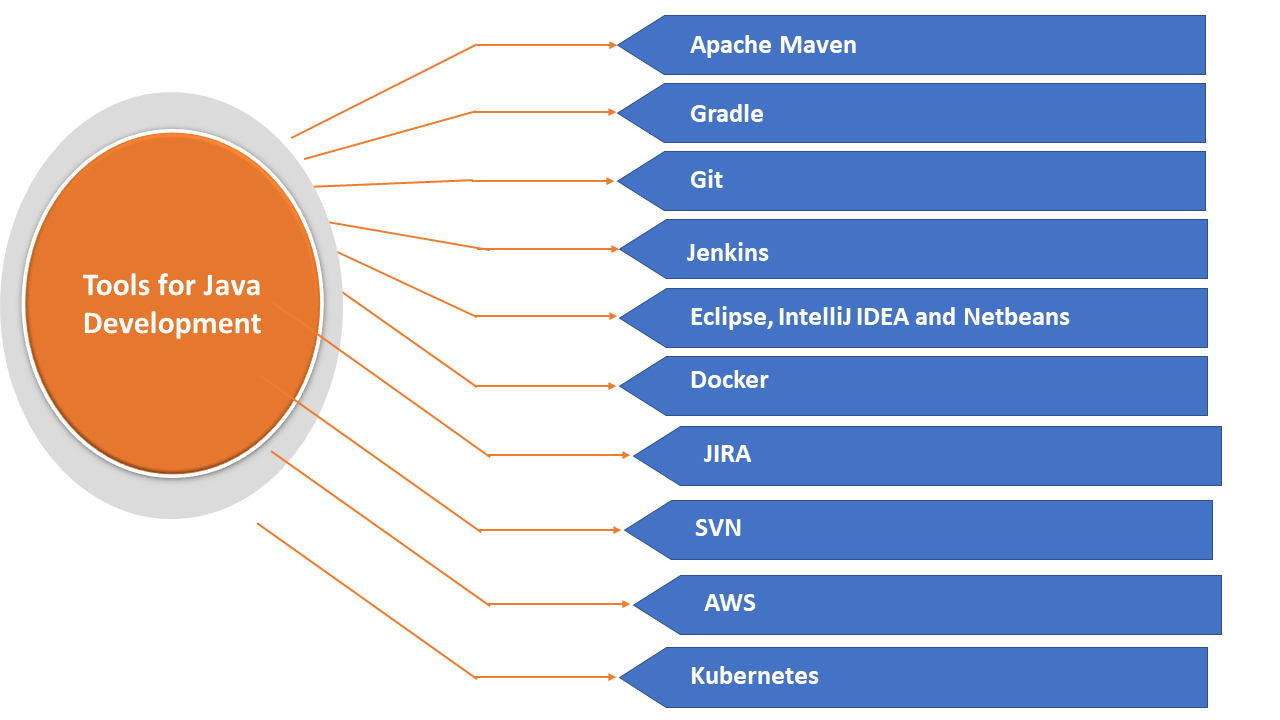 Tools for Java
Development
Apache Maven
Gradle
Git
Jenkins
Eclipse, IntelliJ IDEA and Netbeans
Docker
JIRA
SVN
AWS
Kubernetes